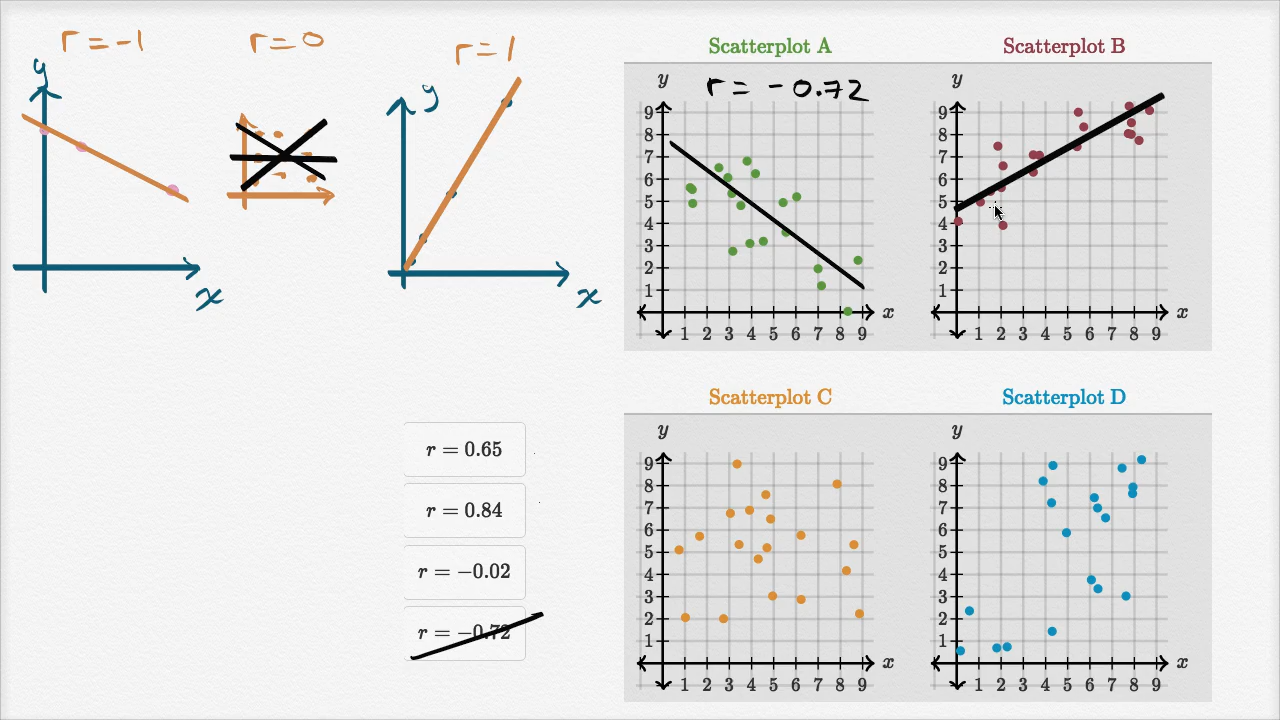 r = -1
r = 0
r = 1
y
x
y
x
Scatterplot A
y
r = -0.72
9
8
7
6
5
4
3
2
1
x
1 2 3 4 5 6 7 8 9
Scatterplot B
y
9
8
7
6
5
4
3
2
1
x
1 2 3 4 5 6 7 8 9
r = 0.65
r = 0.84
r = −0.02
r = −0.72
Scatterplot C
y
9
8
7
6
5
4
3
2
1
x
1 2 3 4 5 6 7 8 9
Scatterplot D
y
9
8
7
6
5
4
3
2
1
x
1 2 3 4 5 6 7 8 9